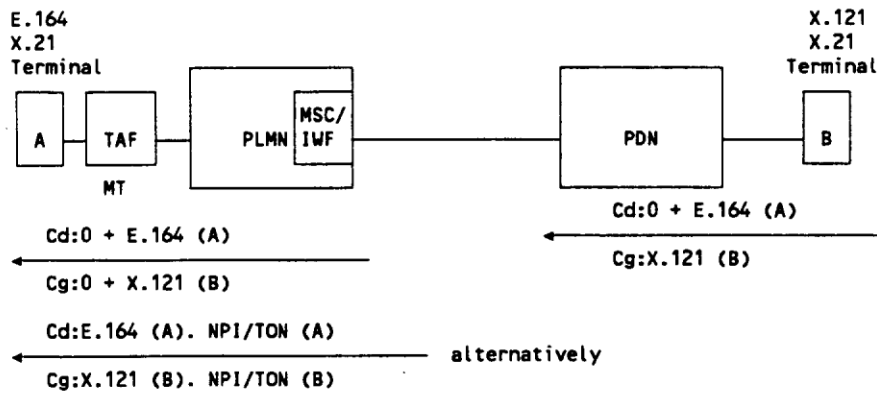 E.164
X.21
Terminal
X.121
X.21
Terminal
A
TAF
MT
PLMN
MSC/
IWF
PDN
B
Cd:0 + E.164 (A)
Cg:X.121 (B)
Cd:0 + E.164 (A)
Cg:0 + X.121 (B)
Cd:E.164 (A). NPI/TON (A)
alternatively
Cg:X.121 (B). NPI/TON (B)